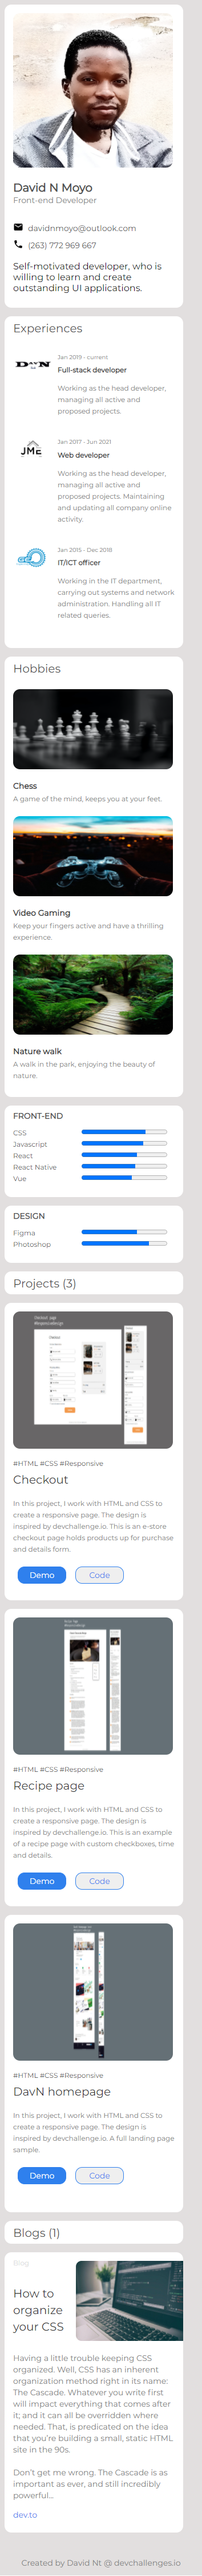 David N Moyo
Front-end Developer
davidnmoyo@outlook.com
(263) 772 969 667
Self-motivated developer, who is
willing to learn and create
outstanding UI applications.
Experiences
DavN
Jan 2019 - current
Full-stack developer
Working as the head developer,
managing all active and
proposed projects.
JME
Jan 2017 - Jun 2021
Web developer
Working as the head developer,
managing all active and
proposed projects. Maintaining
and updating all company online
activity.
Jan 2015 - Dec 2018
IT/ICT officer
Working in the IT department,
carrying out systems and network
administration. Handling all IT
related queries.
Hobbies
Chess
A game of the mind, keeps you at your feet.
Video Gaming
Keep your fingers active and have a thrilling
experience.
Nature walk
A walk in the park, enjoying the beauty of
nature.
FRONT-END
CSS
Javascript
React
React Native
Vue
DESIGN
Figma
Photoshop
Projects (3)
#HTML #CSS #Responsive
Checkout
In this project, I work with HTML and CSS to
create a responsive page. The design is
inspired by devchallenge.io. This is an e-store
checkout page holds products up for purchase
and details form.
Demo Code
#HTML #CSS #Responsive
Recipe page
In this project, I work with HTML and CSS to
create a responsive page. The design is
inspired by devchallenge.io. This is an example
of a recipe page with custom checkboxes, time
and details.
Demo Code
#HTML #CSS #Responsive
DavN homepage
In this project, I work with HTML and CSS to
create a responsive page. The design is
inspired by devchallenge.io. A full landing page
sample.
Demo Code
Blogs (1)
Blog
How to
organize
your CSS
Having a little trouble keeping CSS
organized. Well, CSS has an inherent
organization method right in its name:
The Cascade. Whatever you write first
will impact everything that comes after
it; and it can all be overridden where
needed. That, is predicated on the idea
that you're building a small, static HTML
site in the 90s.
Don't get me wrong. The Cascade is as
important as ever, and still incredibly
powerful...
dev.to
Created by David Nt @ devchallenges.io